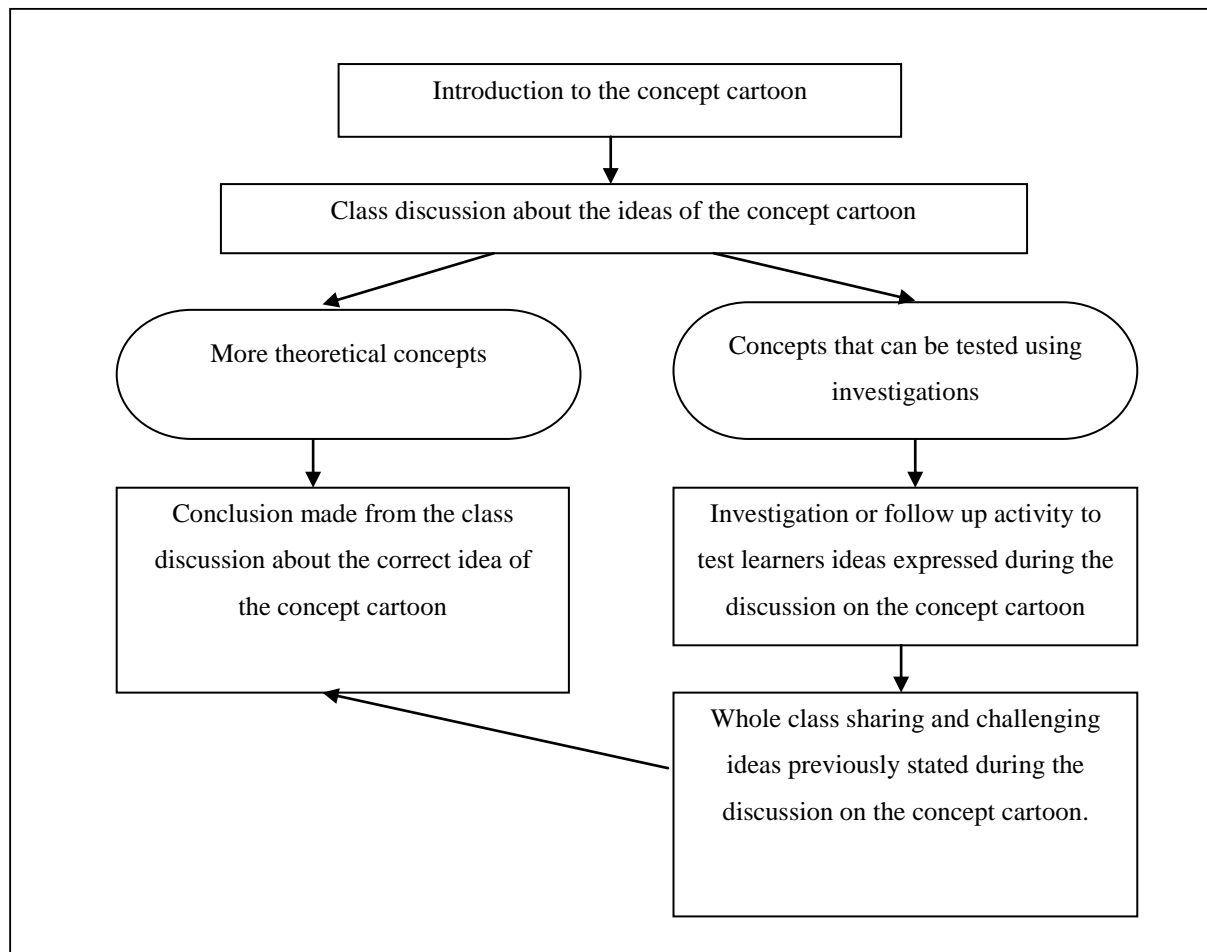 Introduction to the concept cartoon
Class discussion about the ideas of the concept cartoon
More theoretical concepts
Concepts that can be tested using
investigations
Conclusion made from the class
discussion about the correct idea of
the concept cartoon
Investigation or follow up activity to
test learners ideas expressed during the
discussion on the concept cartoon
Whole class sharing and challenging
ideas previously stated during the
discussion on the concept cartoon.